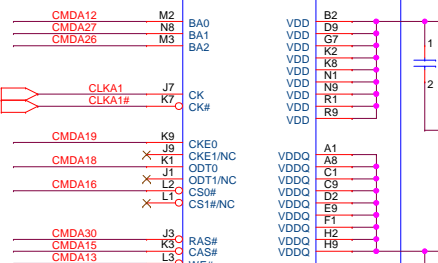 CMDA12 M2 BA0 VDD B2
CMDA27 N8 BA1 VDD D9
CMDA26 M3 BA2 VDD G7
VDD K2
VDD K8
VDD N1
CLKA1 J7 CK VDD N9
CLKA1# K7 CK# VDD R1
VDD R9
1
2
CMDA19 K9 CKE0
J9 CKE1/NC VDDQ A1
CMDA18 K1 ODT0 VDDQ A8
J1 ODT1/NC VDDQ C1
CMDA16 L2 CS0# VDDQ C9
L1 CS1#/NC VDDQ D2
VDDQ E9
VDDQ F1
CMDA30 J3 RAS# VDDQ H2
CMDA15 K3 CAS# VDDQ H9
CMDA13 L3